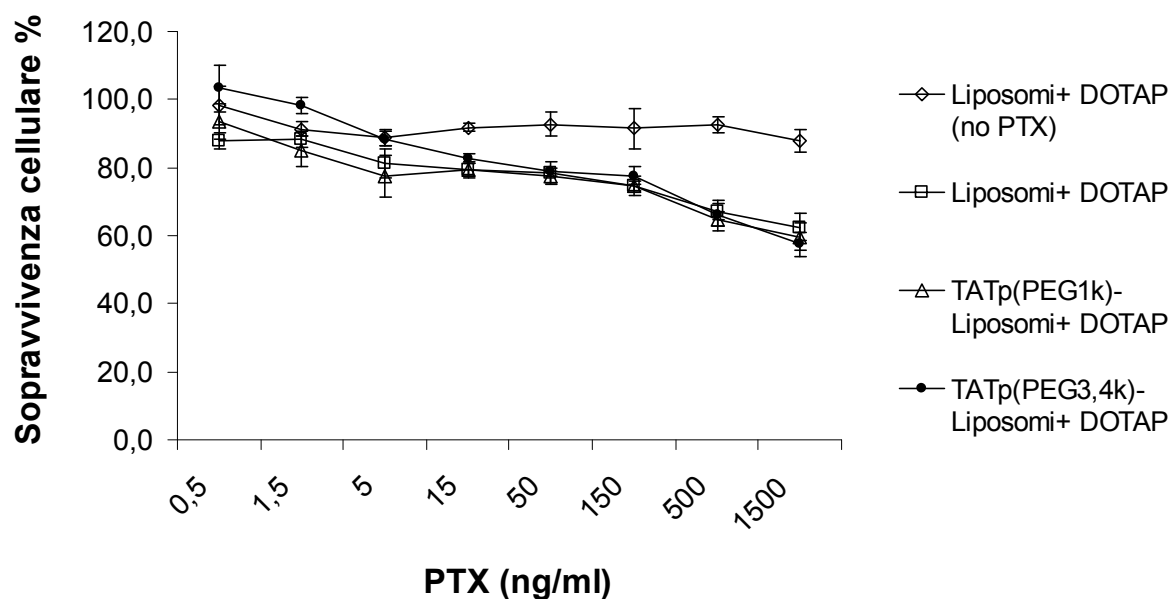 Sopravvivenza cellulare %
120,0
100,0
80,0
60,0
40,0
20,0
0,0
0,5
1,5
5
15
50
150
500
1500
PTX (ng/ml)
Liposomi+ DOTAP
(no PTX)
Liposomi+ DOTAP
TATp(PEG1k)-
Liposomi+ DOTAP
TATp(PEG3,4k)-
Liposomi+ DOTAP